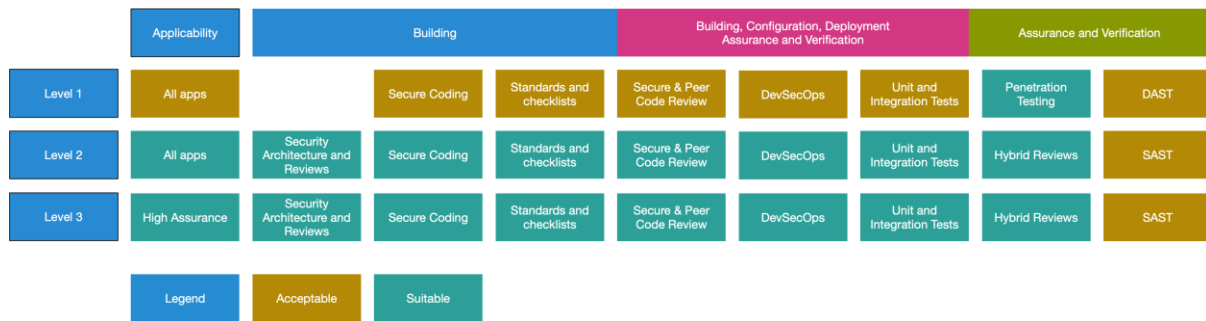 Applicability
Building
Building, Configuration, Deployment
Assurance and Verification
Assurance and Verification
Level 1
All apps
Secure Coding
Standards and
checklists
Secure & Peer
Code Review
DevSecOps
Unit and
Integration Tests
Penetration
Testing
DAST
Level 2
All apps
Security
Architecture and
Reviews
Secure Coding
Standards and
checklists
Secure & Peer
Code Review
DevSecOps
Unit and
Integration Tests
Hybrid Reviews
SAST
Level 3
High Assurance
Security
Architecture and
Reviews
Secure Coding
Standards and
checklists
Secure & Peer
Code Review
DevSecOps
Unit and
Integration Tests
Hybrid Reviews
SAST
Legend
Acceptable
Suitable